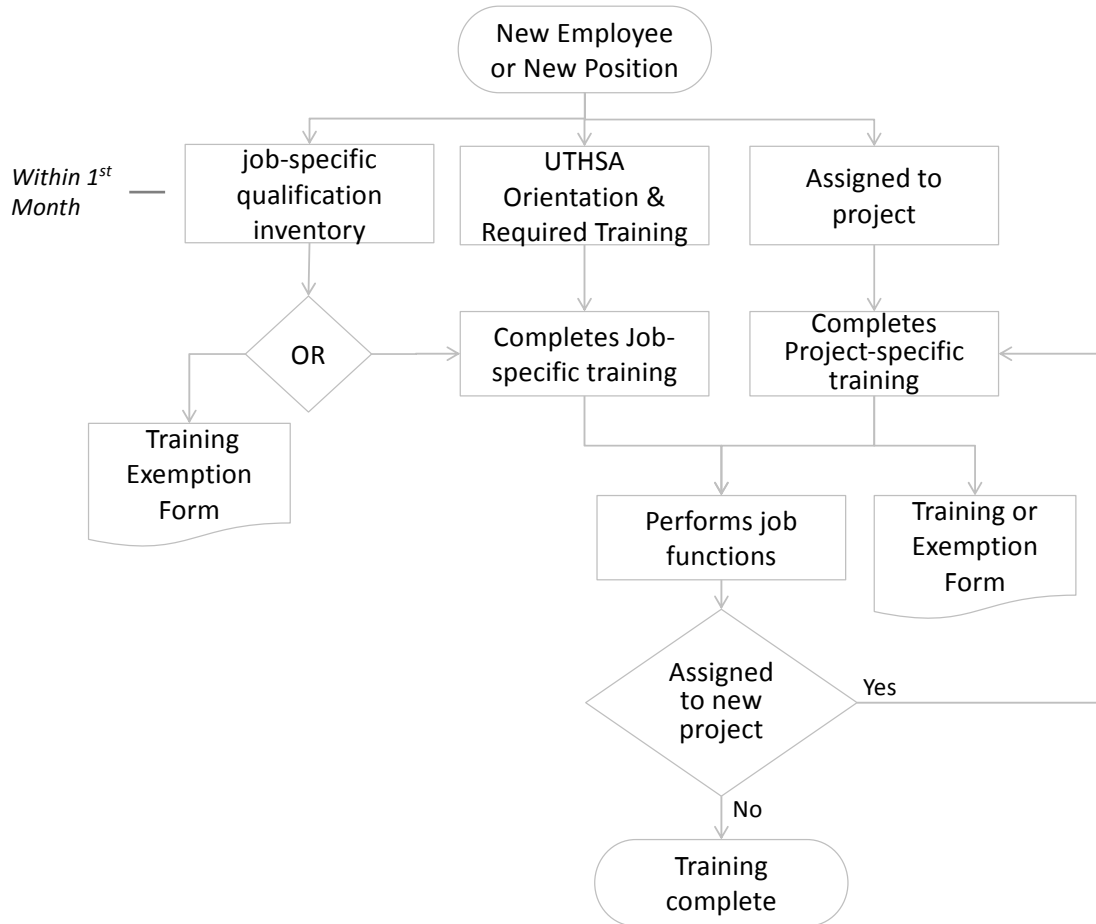 New Employee
or New Position
Within 1st
Month
job-specific
qualification
inventory
UTHSA
Orientation &
Required Training
Assigned to
project
OR
Completes Job-
specific training
Completes
Project-specific
training
Training
Exemption
Form
Performs job
functions
Training or
Exemption
Form
Assigned
to new
project
Yes
No
Training
complete